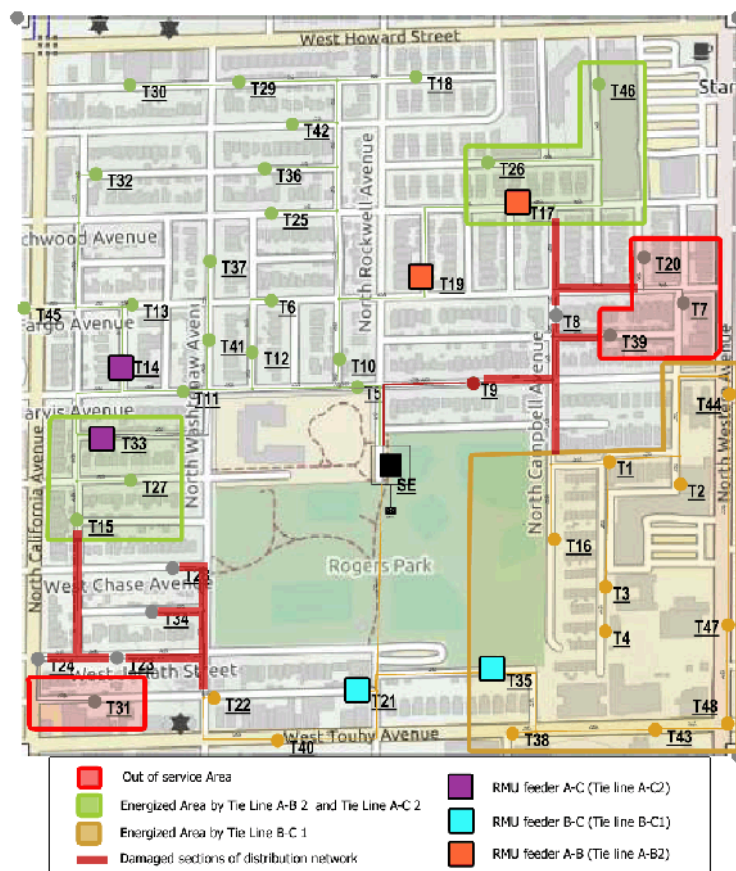 West Howard Street
T30
T29
T18
T46
Star
T42
T36
T26
T32
North Rockwell Avenue
T17
T25
chwood Avenue
T37
T20
T19
T45
T13
T6
T7
argo Avenue
T8
T39
T41
T12
T10
T14
North Washtenaw Avenu
T11
T5
T9
T44
arvis Avenue
T33
North Campbell Avenue
North Western Avenue
T1
SE
T27
T2
T15
North California Avenue
T16
Rogers Park
West Chase Avenue
T3
T34
T4
T47
T24
T23
West
Street
T35
T31
T22
T21
T48
West Touhy Avenue
T40
T38
T43
Out of service Area
Energized Area by Tie Line A-B 2 and Tie Line A-C 2
Energized Area by Tie Line B-C 1
Damaged sections of distribution network
RMU feeder A-C (Tie line A-C2)
RMU feeder B-C (Tie line B-C1)
RMU feeder A-B (Tie line A-B2)